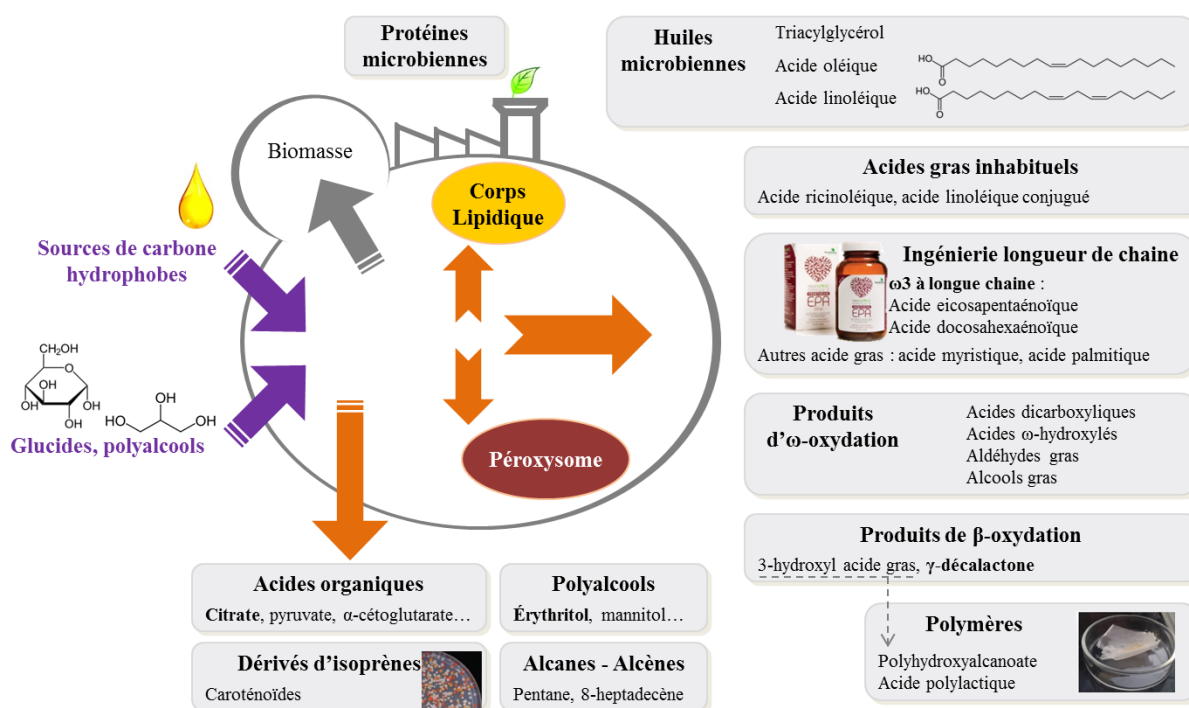 Protéines
microbiennes
Huiles
microbiennes
Triacylglycérol
Acide oléique
HO
O
Acide linoléique
HO
O
Biomasse
Corps
Lipidique
Acides gras inhabituels
Acide ricinoléique, acide linoléique conjugué
Sources de carbone
hydrophobes
Ingénierie longueur de chaine
ω3 à longue chaine :
Acide eicosapentaénoïque
Acide docosahexaénoïque
EPA
EPA
Autres acide gras : acide myristique, acide palmitique
CH₂OH
O
OH
OH
OH
OH
OH
HO
OH
Glucides, polyalcools
Péroxysome
Produits
d’ω-oxydation
Acides dicarboxyliques
Acides ω-hydroxylés
Aldéhydes gras
Alcools gras
Produits de β-oxydation
3-hydroxyl acide gras, γ-décalactone
Acides organiques
Citrate, pyruvate, α-cétoglutarate…
Polyalcools
Érythritol, mannitol…
Polymères
Polyhydroxyalcanoate
Acide polylactique
Dérivés d’isoprènes
Caroténoïdes
Alcanes - Alcènes
Pentane, 8-heptadecène